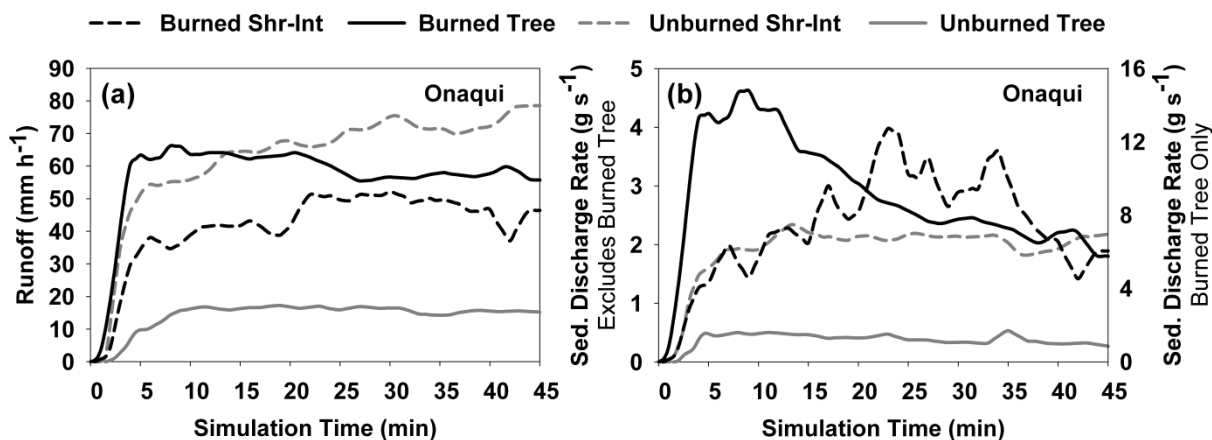 Burned Shr-Int Burned Tree Unburned Shr-Int Unburned Tree
(a) Onaqui
90
80
70
60
50
40
30
20
10
0
Runoff (mm h-1)
0 5 10 15 20 25 30 35 40 45
Simulation Time (min)
(b) Onaqui
Sed. Discharge Rate (g s-1)
Excludes Burned Tree
5
4
3
2
1
0
16
12
8
4
0
Sed. Discharge Rate (g s-1)
Burned Tree Only
0 5 10 15 20 25 30 35 40 45
Simulation Time (min)